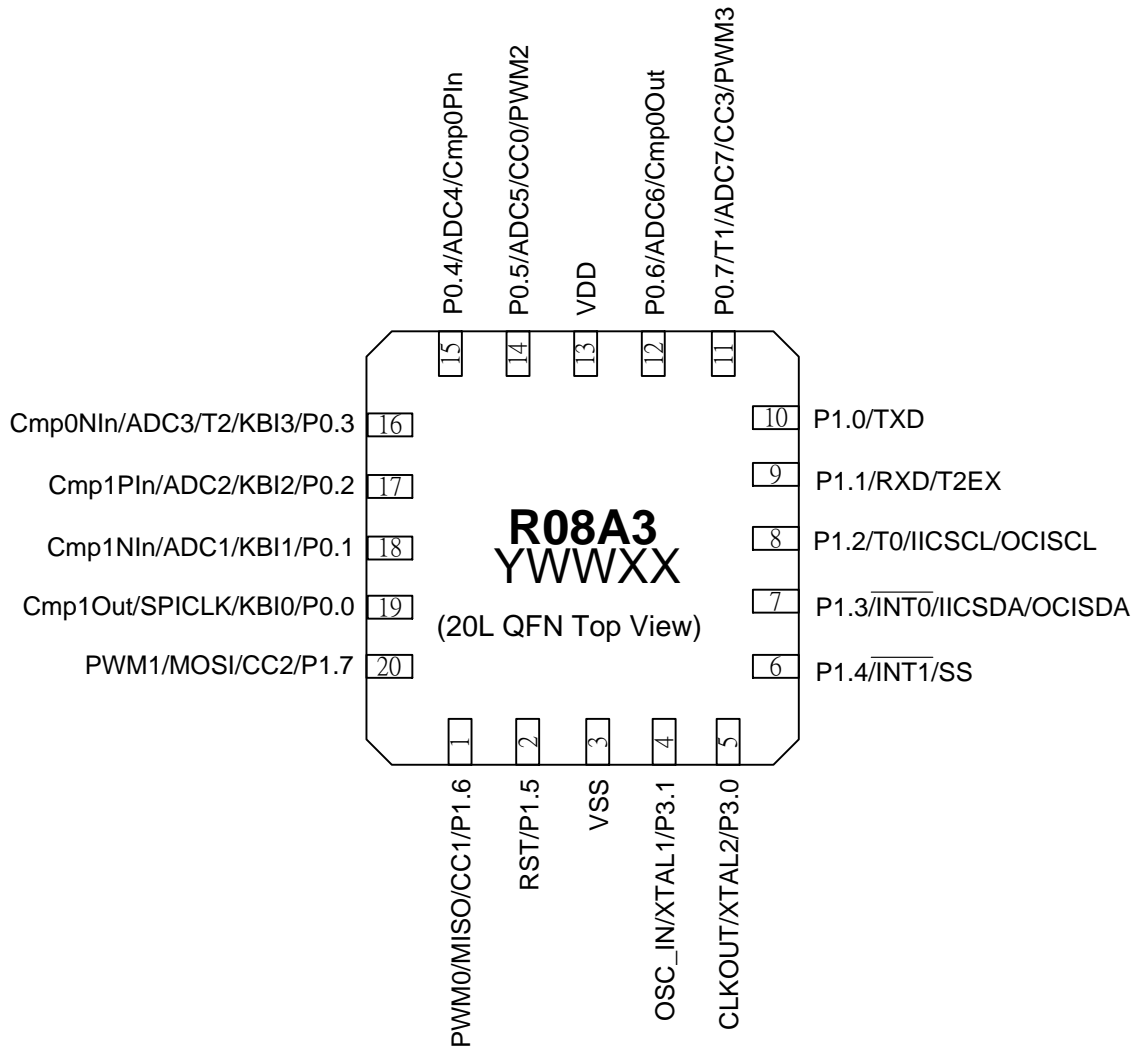 P0.4/ADC4/Cmp0PIn
P0.5/ADC5/CC0/PWM2
VDD
P0.6/ADC6/Cmp0Out
P0.7/T1/ADC7/CC3/PWM3
15
14
13
12
11
Cmp0NIn/ADC3/T2/KBI3/P0.3
16
Cmp1PIn/ADC2/KBI2/P0.2
17
Cmp1NIn/ADC1/KBI1/P0.1
18
Cmp1Out/SPICLK/KBI0/P0.0
19
PWM1/MOSI/CC2/P1.7
20
R08A3
YWWXX
(20L QFN Top View)
10
P1.0/TXD
9
P1.1/RXD/T2EX
8
P1.2/T0/IICSCL/OCISCL
7
P1.3/INT0/IICSDA/OCISDA
6
P1.4/INT1/SS
1
2
3
4
5
PWM0/MISO/CC1/P1.6
RST/P1.5
VSS
OSC_IN/XTAL1/P3.1
CLKOUT/XTAL2/P3.0